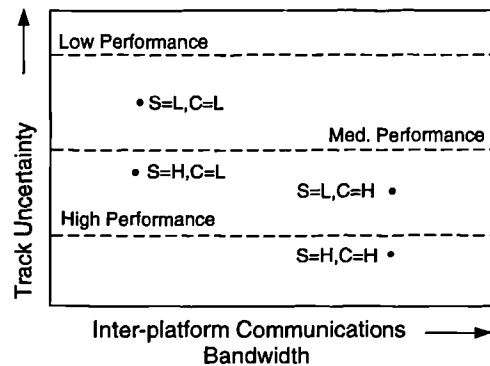 Low Performance
S=L,C=L
Med. Performance
S=H,C=L
S=L,C=H
High Performance
S=H,C=H
Track Uncertainty
Inter-platform Communications
Bandwidth